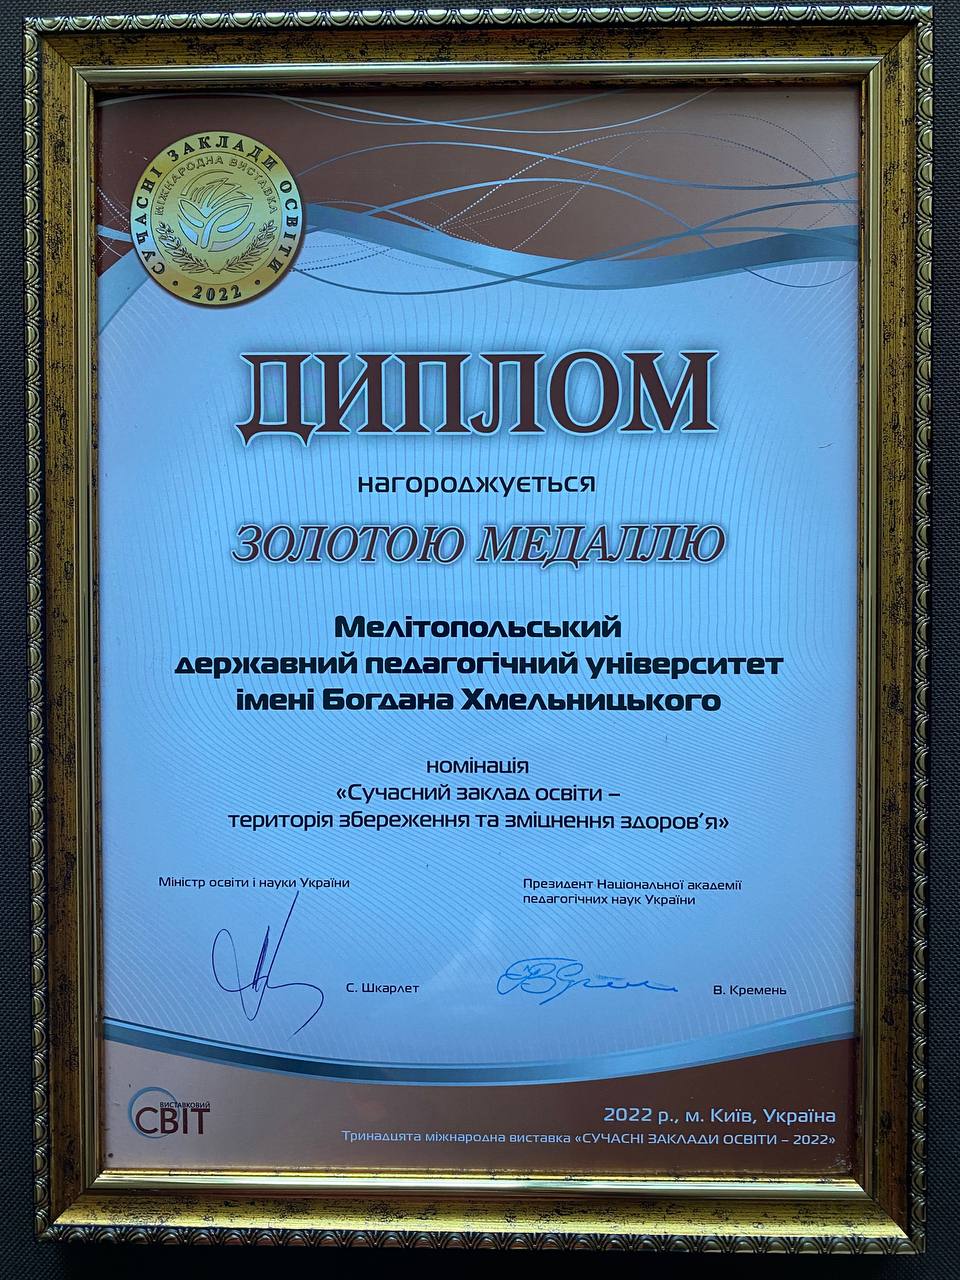 СУЧАСНІ ЗАКЛАДИ ОСВІТИ
МІЖНАРОДНА ВИСТАВКА
• 2022 •
ДИПЛОМ
нагороджується
ЗОЛОТОЮ МЕДАЛЛЮ
Мелітопольський
державний педагогічний університет
імені Богдана Хмельницького
номінація
«Сучасний заклад освіти –
територія збереження та зміцнення здоров’я»
Міністр освіти і науки України
Президент Національної академії
педагогічних наук України
С. Шкарлет
В. Кремень
ВИСТАВКОВИЙ
СВІТ
2022 р., м. Київ, Україна
Тринадцята міжнародна виставка «СУЧАСНІ ЗАКЛАДИ ОСВІТИ – 2022»